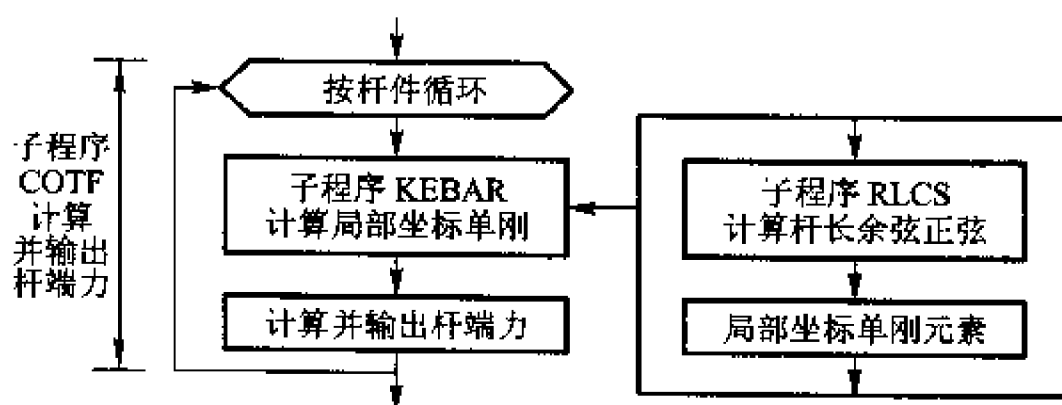 子程序
COTF
计算
并输出
杆端力
按杆件循环
子程序 KEBAR
计算局部坐标单刚
计算并输出杆端力
子程序 RLCS
计算杆长余弦正弦
局部坐标单刚元素